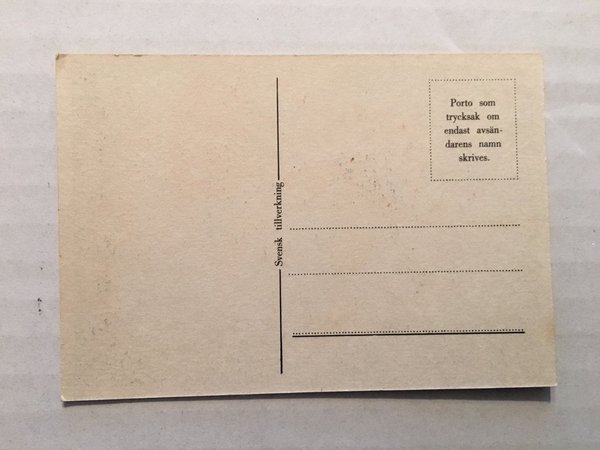 Porto som
trycksak om
endast avsän-
darens namn
skrives.
Svensk tillverkning